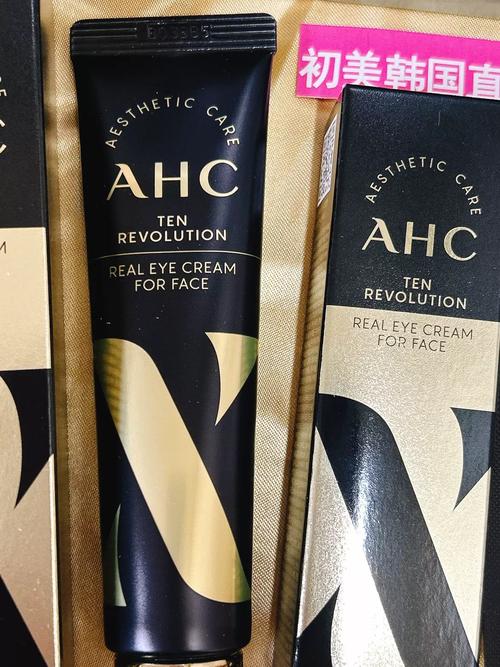 AESTHETIC CARE
AHC
TEN
REVOLUTION
REAL EYE CREAM
FOR FACE
初美韩国直
AESTHETIC CARE
AHC
TEN
REVOLUTION
REAL EYE CREAM
FOR FACE
M